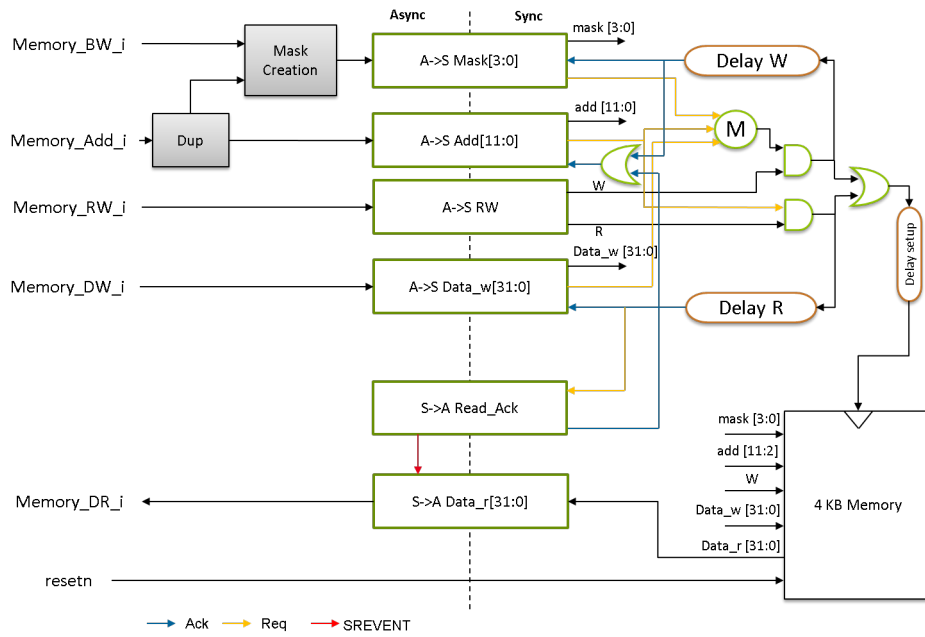 Async
Sync
mask [3:0]
Memory_BW_i
Mask
Creation
A->S Mask[3:0]
Delay W
add [11:0]
Memory_Add_i
Dup
A->S Add[11:0]
M
Memory_RW_i
A->S RW
W
R
Delay setup
Data_w [31:0]
Memory_DW_i
A->S Data_w[31:0]
Delay R
S->A Read_Ack
mask [3:0]
add [11:2]
W
Data_w [31:0]
Data_r [31:0]
4 KB Memory
Memory_DR_i
S->A Data_r[31:0]
resetn
Ack
Req
SREVENT